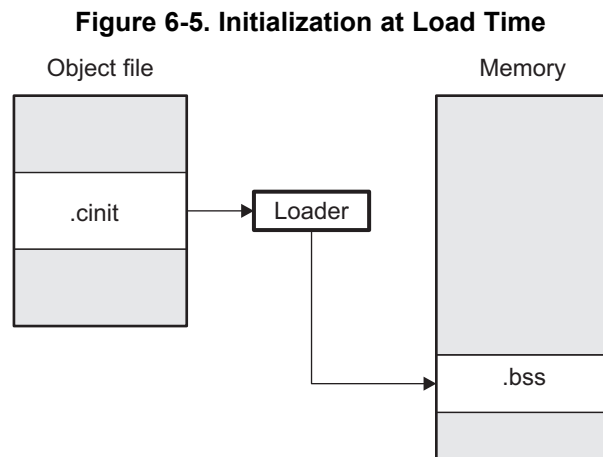 Figure 6-5. Initialization at Load Time
Object file
Memory
.cinit
Loader
.bss